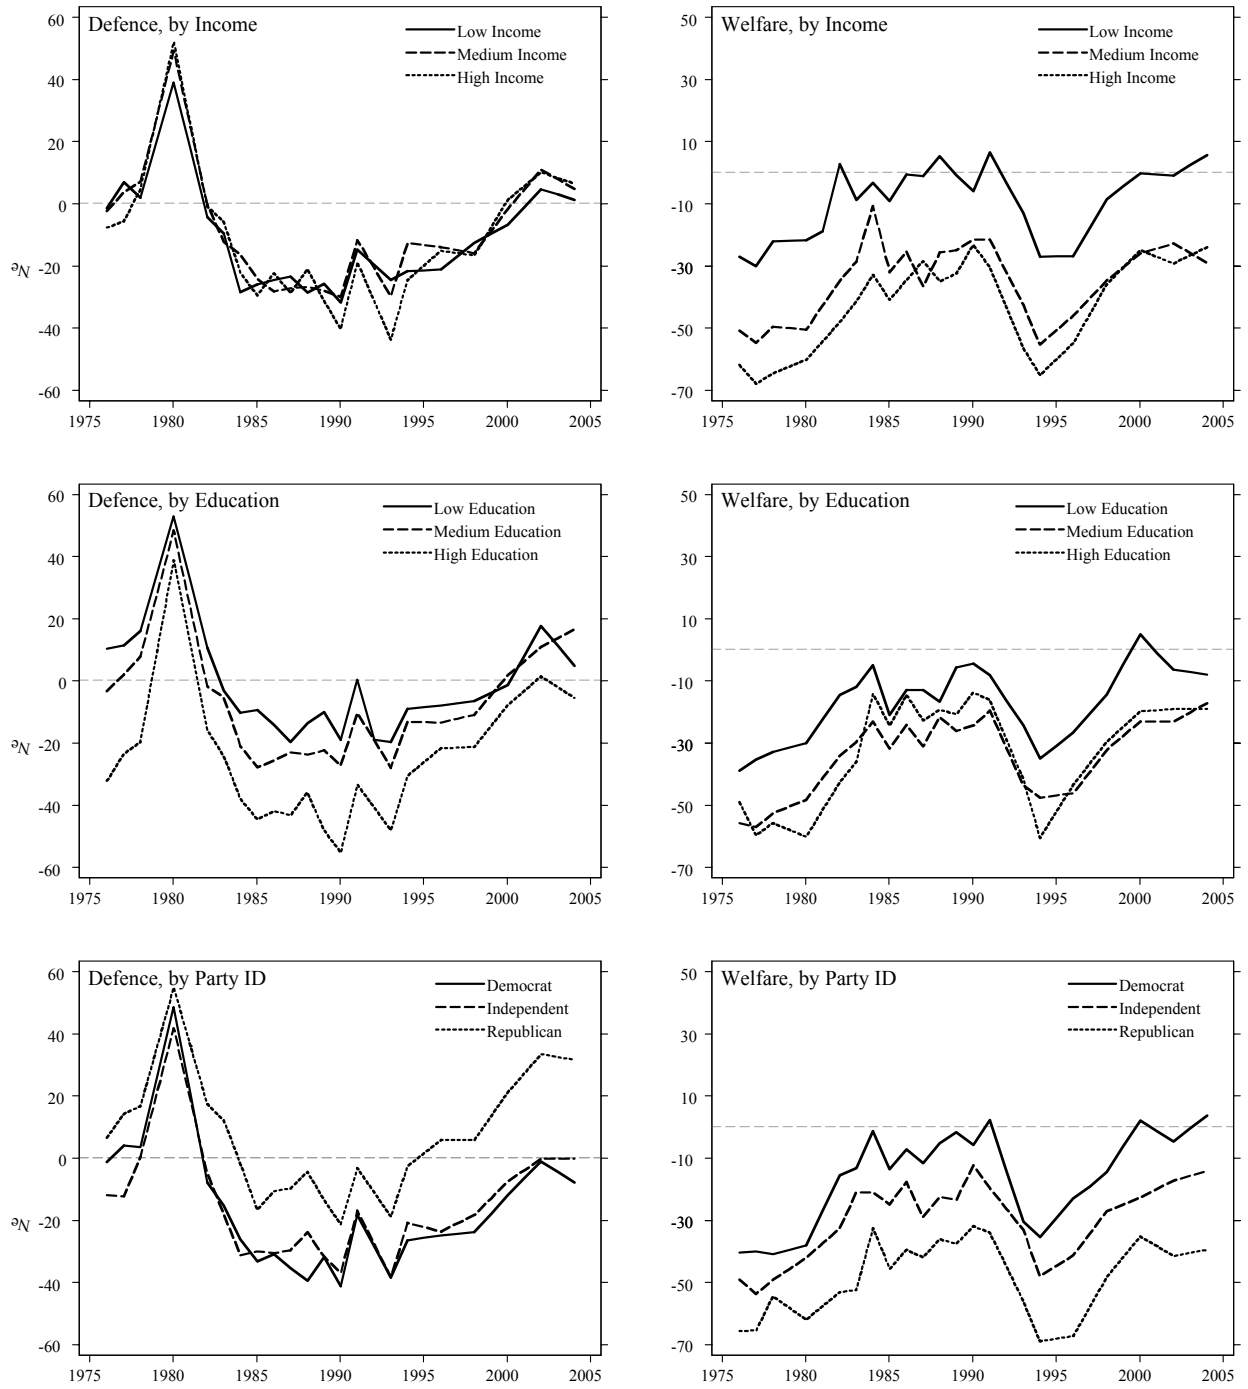 Defence, by Income
Low Income
Medium Income
High Income
60
40
20
0
-20
-40
-60
Ne
1975 1980 1985 1990 1995 2000 2005
Welfare, by Income
Low Income
Medium Income
High Income
50
30
10
-10
-30
-50
-70
1975 1980 1985 1990 1995 2000 2005
Defence, by Education
Low Education
Medium Education
High Education
60
40
20
0
-20
-40
-60
Ne
1975 1980 1985 1990 1995 2000 2005
Welfare, by Education
Low Education
Medium Education
High Education
50
30
10
-10
-30
-50
-70
1975 1980 1985 1990 1995 2000 2005
Defence, by Party ID
Democrat
Independent
Republican
60
40
20
0
-20
-40
-60
Ne
1975 1980 1985 1990 1995 2000 2005
Welfare, by Party ID
Democrat
Independent
Republican
50
30
10
-10
-30
-50
-70
1975 1980 1985 1990 1995 2000 2005